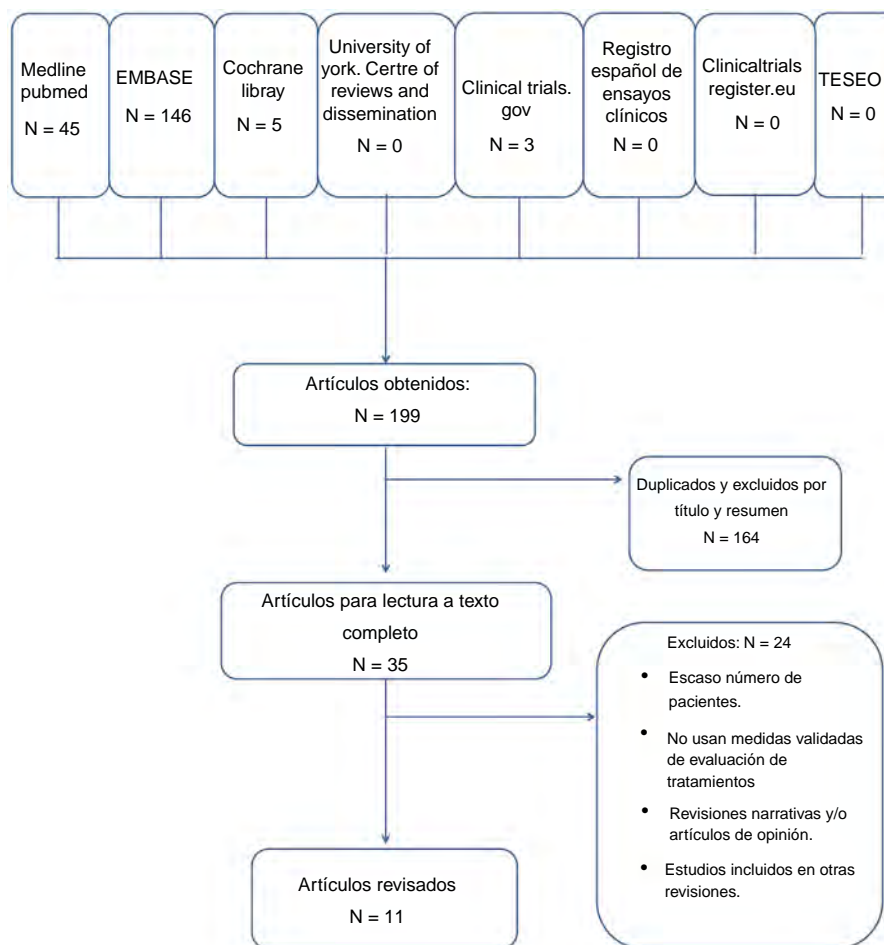 Medline
pubmed
N = 45
EMBASE
N = 146
Cochrane
libray
N = 5
University of
york. Certre of
reviews and
dissemination
N = 0
Clinical trials.
gov
N = 3
Registro
español de
ensayos
clínicos
N = 0
Clinicaltrials
register.eu
N = 0
TESEO
N = 0
Artículos obtenidos:
N = 199
Duplicados y excluidos por
título y resumen
N = 164
Artículos para lectura a texto
completo
N = 35
Excluidos: N = 24
• Escaso número de
pacientes.
• No usan medidas validadas
de evaluación de
tratamientos
• Revisiones narrativas y/o
artículos de opinión.
• Estudios incluidos en otras
revisiones.
Artículos revisados
N = 11